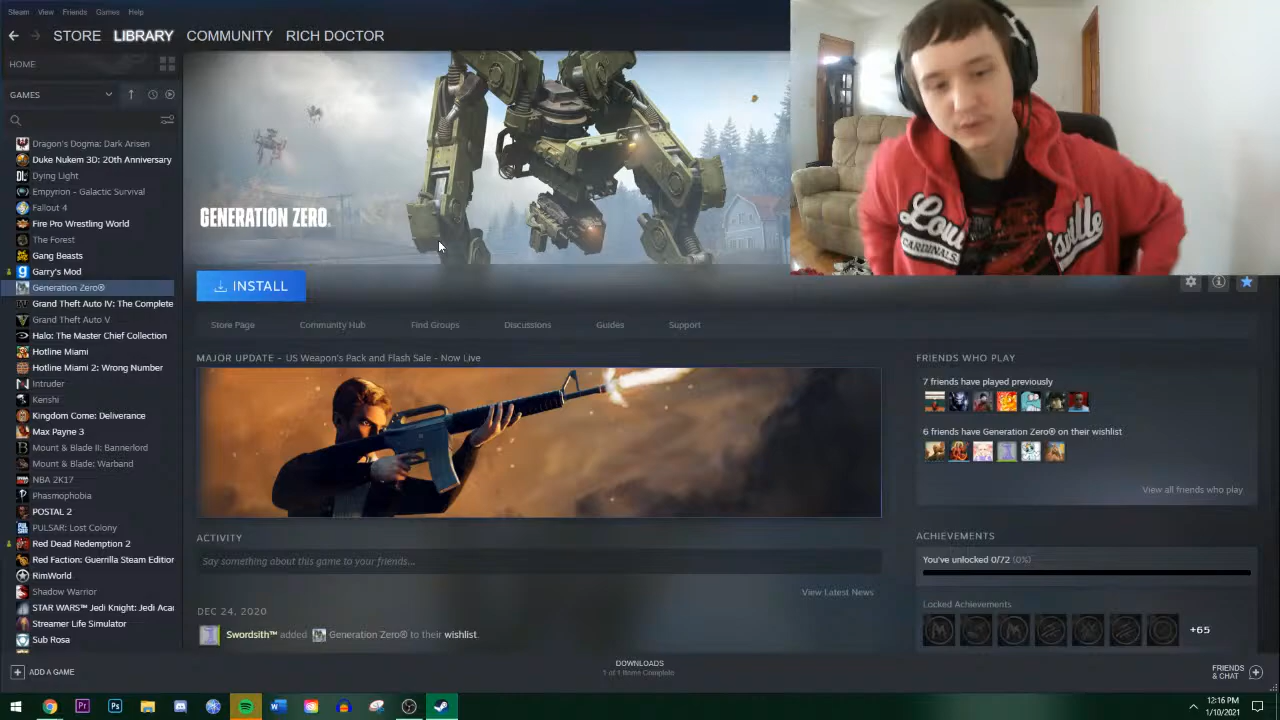 Steam View Friends Games Help
STORE LIBRARY COMMUNITY RICH DOCTOR
HOME
GAMES
Dragon's Dogma: Dark Arisen
Duke Nukem 3D: 20th Anniversary
Dying Light
Empyrion - Galactic Survival
Fallout 4
Fire Pro Wrestling World
The Forest
Gang Beasts
Garry's Mod
Generation Zero®
Grand Theft Auto IV: The Complete
Grand Theft Auto V
Halo: The Master Chief Collection
Hotline Miami
Hotline Miami 2: Wrong Number
Intruder
Kenshi
Kingdom Come: Deliverance
Max Payne 3
Mount & Blade II: Bannerlord
Mount & Blade: Warband
NBA 2K17
Phasmophobia
POSTAL 2
PULSAR: Lost Colony
Red Dead Redemption 2
Red Faction: Guerrilla Steam Edition
RimWorld
Shadow Warrior
STAR WARS™ Jedi Knight: Jedi Aca
Streamer Life Simulator
Sub Rosa
ADD A GAME
GENERATION ZERO®
INSTALL
Store Page Community Hub Find Groups Discussions Guides Support
MAJOR UPDATE - US Weapon's Pack and Flash Sale - Now Live
ACTIVITY
Say something about this game to your friends...
View Latest News
DEC 24, 2020
Swordsith™ added Generation Zero® to their wishlist.
FRIENDS WHO PLAY
7 friends have played previously
6 friends have Generation Zero® on their wishlist
View all friends who play
ACHIEVEMENTS
You've unlocked 0/72 (0%)
Locked Achievements
+65
DOWNLOADS
1 of 1 Items Complete
FRIENDS
& CHAT
CARDINALS
12:16 PM
1/10/2021